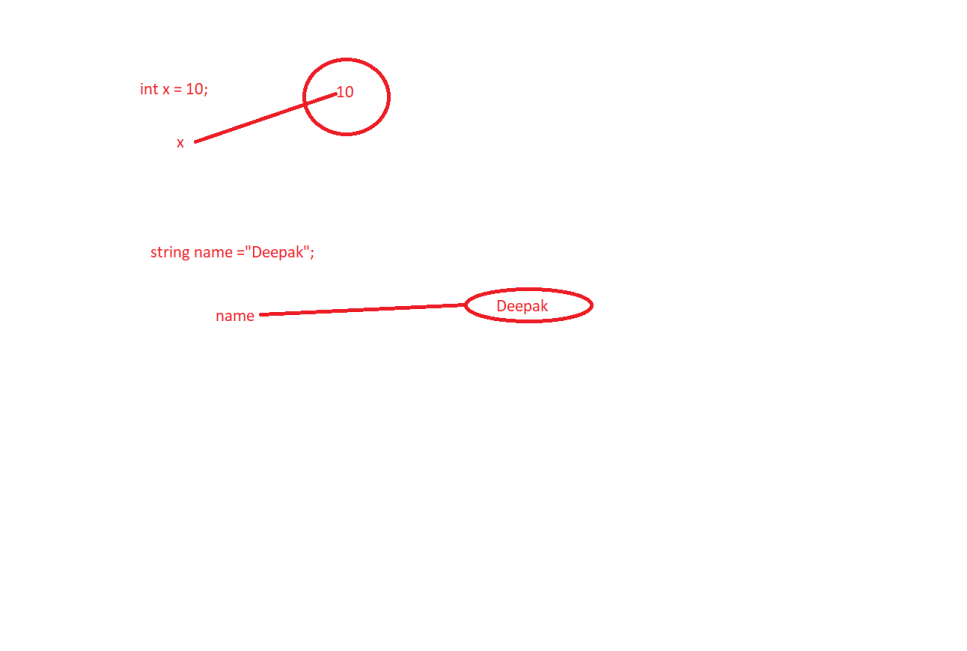 int x = 10;
10
x
string name ="Deepak";
Deepak
name